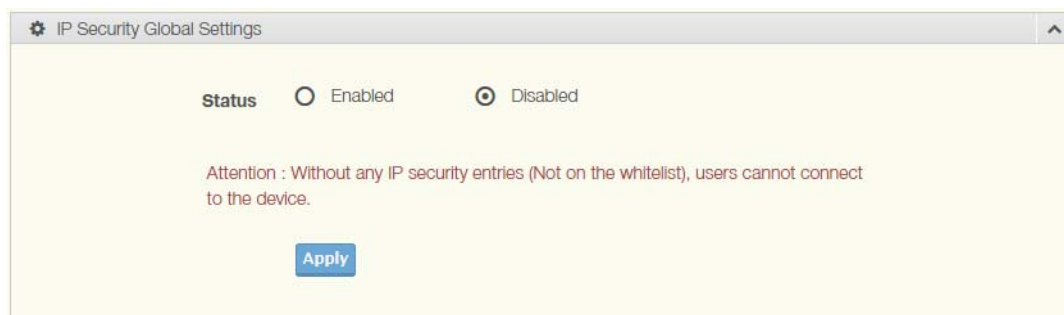 IP Security Global Settings
Status Enabled Disabled
Attention : Without any IP security entries (Not on the whitelist), users cannot connect
to the device.
Apply